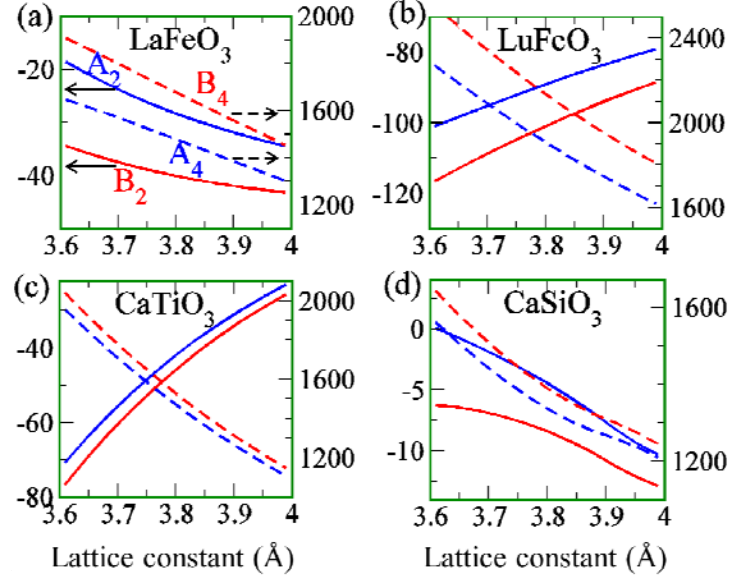 (a) LaFeO3
2000
-20
A2
B4
1600
A4
-40
B2
1200
3.6 3.7 3.8 3.9 4
(b) LuFeO3
-80
2400
-100
2000
-120
1600
3.6 3.7 3.8 3.9 4
(c) CaTiO3
2000
-40
1600
-60
1200
-80
3.6 3.7 3.8 3.9 4
Lattice constant (Å)
(d) CaSiO3
1600
0
-5
-10
1200
3.6 3.7 3.8 3.9 4
Lattice constant (Å)